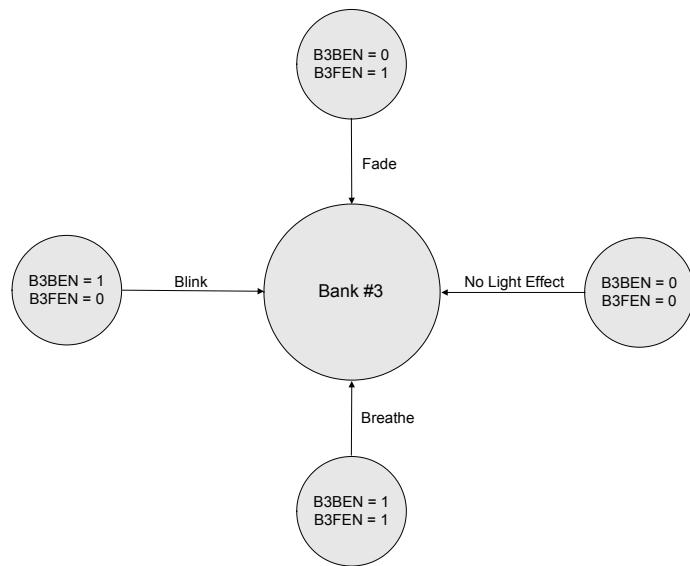 B3BEN = 0
B3FEN = 1
Fade
B3BEN = 1
B3FEN = 0
Blink
Bank #3
No Light Effect
B3BEN = 0
B3FEN = 0
Breathe
B3BEN = 1
B3FEN = 1